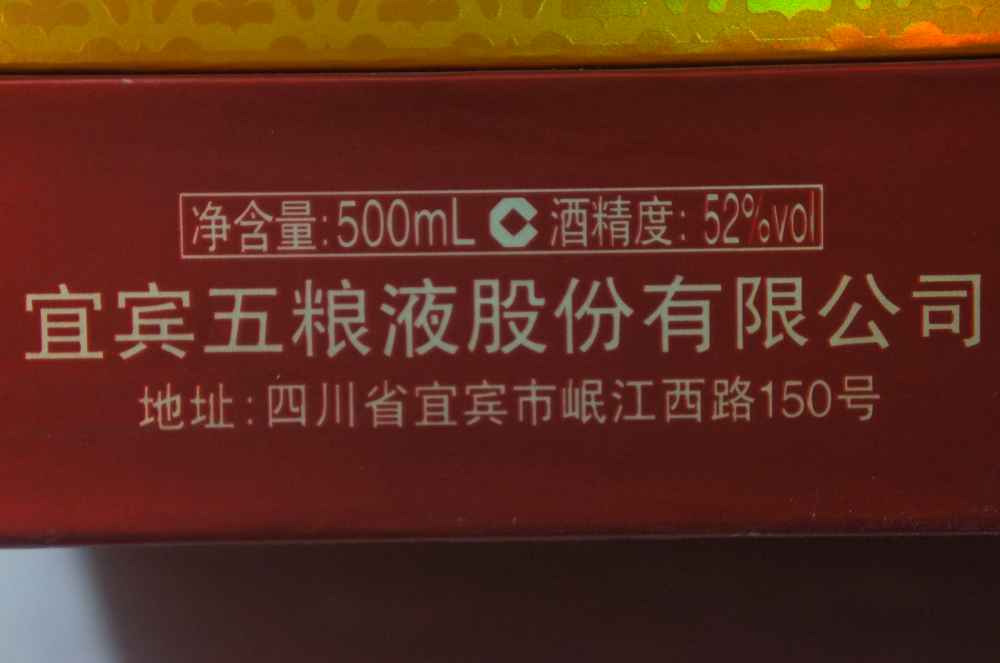 净含量:500mL C 酒精度: 52%vol
宜宾五粮液股份有限公司
地址:四川省宜宾市岷江西路150号